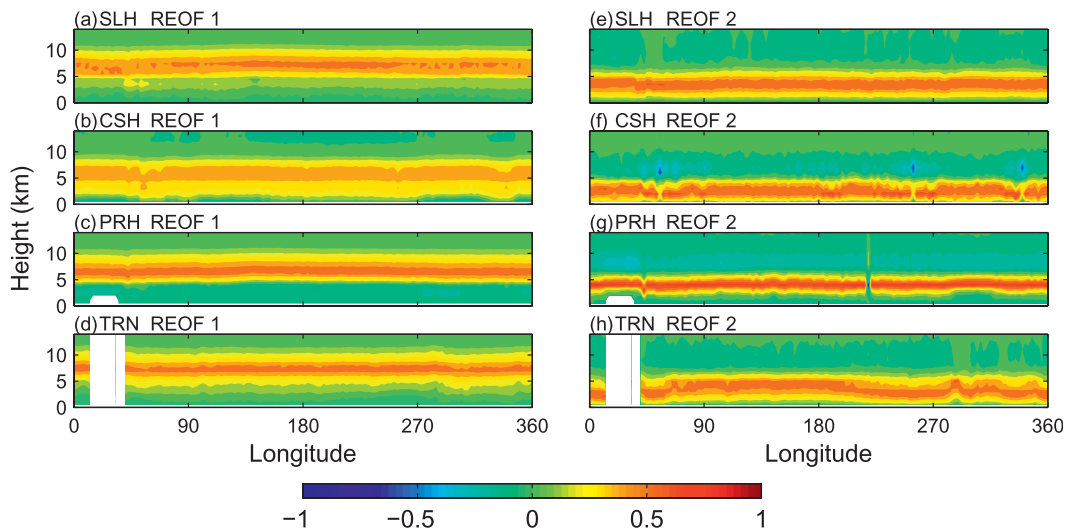 (a) SLH REOF 1
10
5
0
(b) CSH REOF 1
10
5
0
(c) PRH REOF 1
10
5
0
(d) TRN REOF 1
10
5
0
0 90 180 270 360
Longitude
Height (km)
(e) SLH REOF 2
(f) CSH REOF 2
(g) PRH REOF 2
(h) TRN REOF 2
0 90 180 270 360
Longitude
−1 −0.5 0 0.5 1